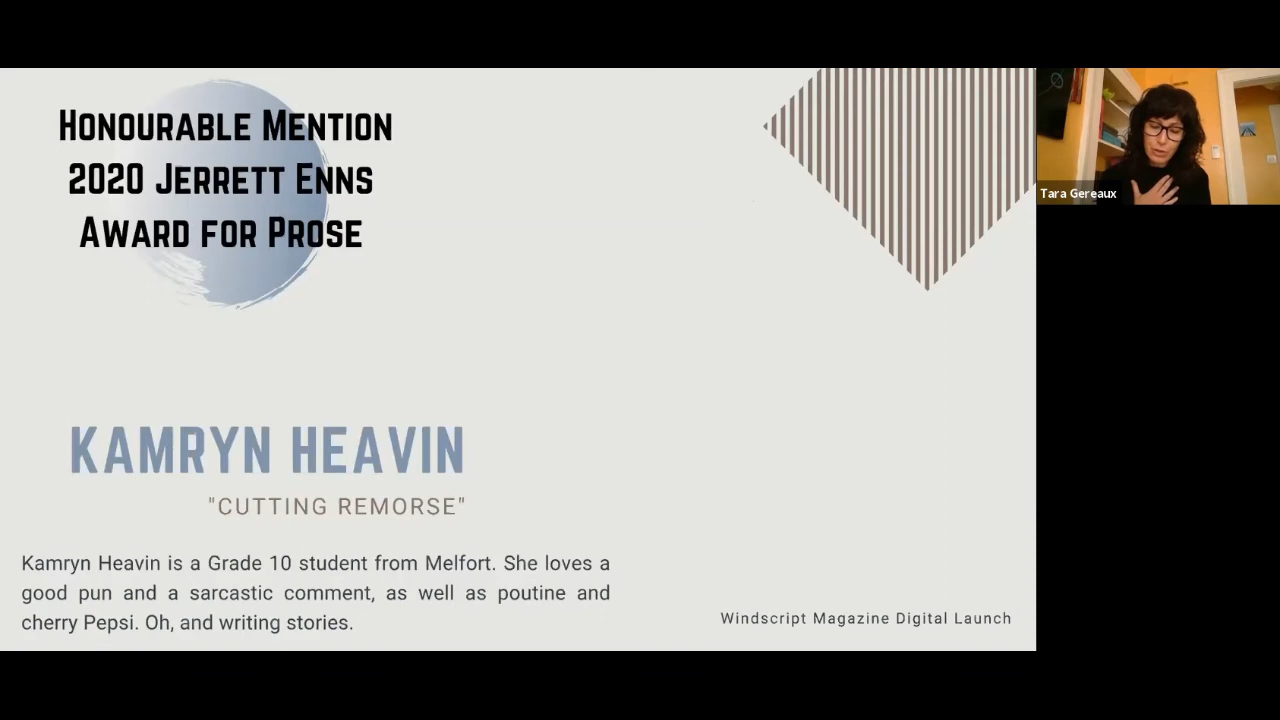 Honourable Mention
2020 Jerrett Enns
Award for Prose
Tara Gereaux
KAMRYN HEAVIN
"CUTTING REMORSE"
Kamryn Heavin is a Grade 10 student from Melfort. She loves a
good pun and a sarcastic comment, as well as poutine and
cherry Pepsi. Oh, and writing stories.
Windscript Magazine Digital Launch